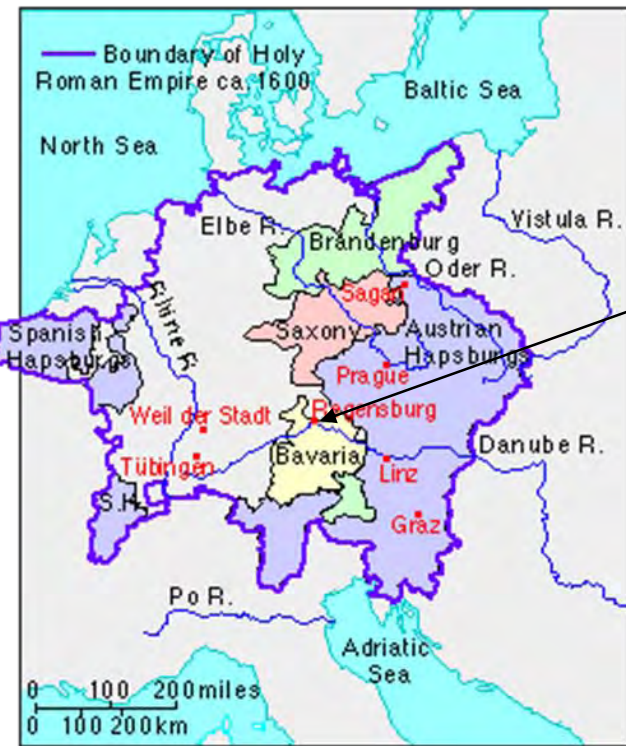 Boundary of Holy
Roman Empire ca. 1600
Baltic Sea
North Sea
Elbe R.
Vistula R.
Brandenburg
Oder R.
Sagan
Rhine R.
Spanish
Hapsburgs
Saxony
Austrian
Hapsburgs
Prague
Weil der Stadt
Regensburg
Danube R.
Tübingen
Bavaria
Linz
S.H.
Graz
Po R.
Adriatic
Sea
0 100 200 miles
0 100 200 km